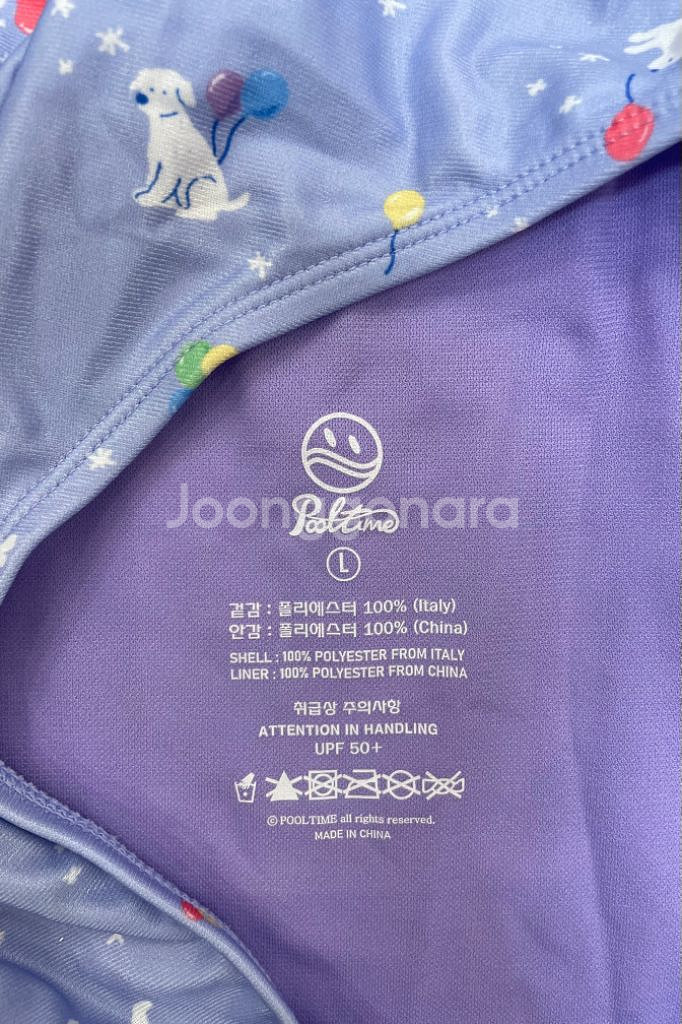 Joonggonara
Pooltime
L
겉감 : 폴리에스터 100% (Italy)
안감 : 폴리에스터 100% (China)
SHELL : 100% POLYESTER FROM ITALY
LINER : 100% POLYESTER FROM CHINA
취급상 주의사항
ATTENTION IN HANDLING
UPF 50+
© POOLTIME all rights reserved.
MADE IN CHINA